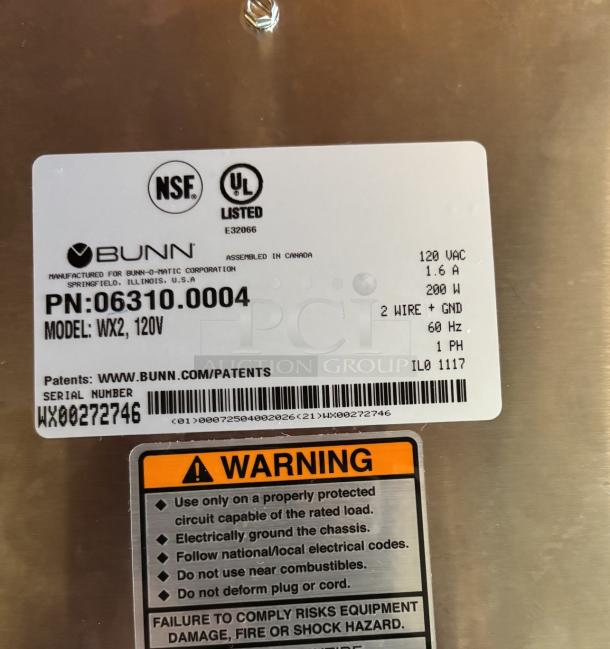 NSF®
UL
LISTED
E32066
BUNN®
ASSEMBLED IN CANADA
MANUFACTURED FOR BUNN-O-MATIC CORPORATION
SPRINGFIELD, ILLINOIS, U.S.A
PN:06310.0004
MODEL: WX2, 120V
120 VAC
1.6 A
200 W
2 WIRE + GND
60 Hz
1 PH
IL0 1117
PCI
AUCTION GROUP
Patents: WWW.BUNN.COM/PATENTS
SERIAL NUMBER
WX00272746
(01)00072504002026(21)WX00272746
WARNING
◆ Use only on a properly protected
circuit capable of the rated load.
◆ Electrically ground the chassis.
◆ Follow national/local electrical codes.
◆ Do not use near combustibles.
◆ Do not deform plug or cord.
FAILURE TO COMPLY RISKS EQUIPMENT
DAMAGE, FIRE OR SHOCK HAZARD.